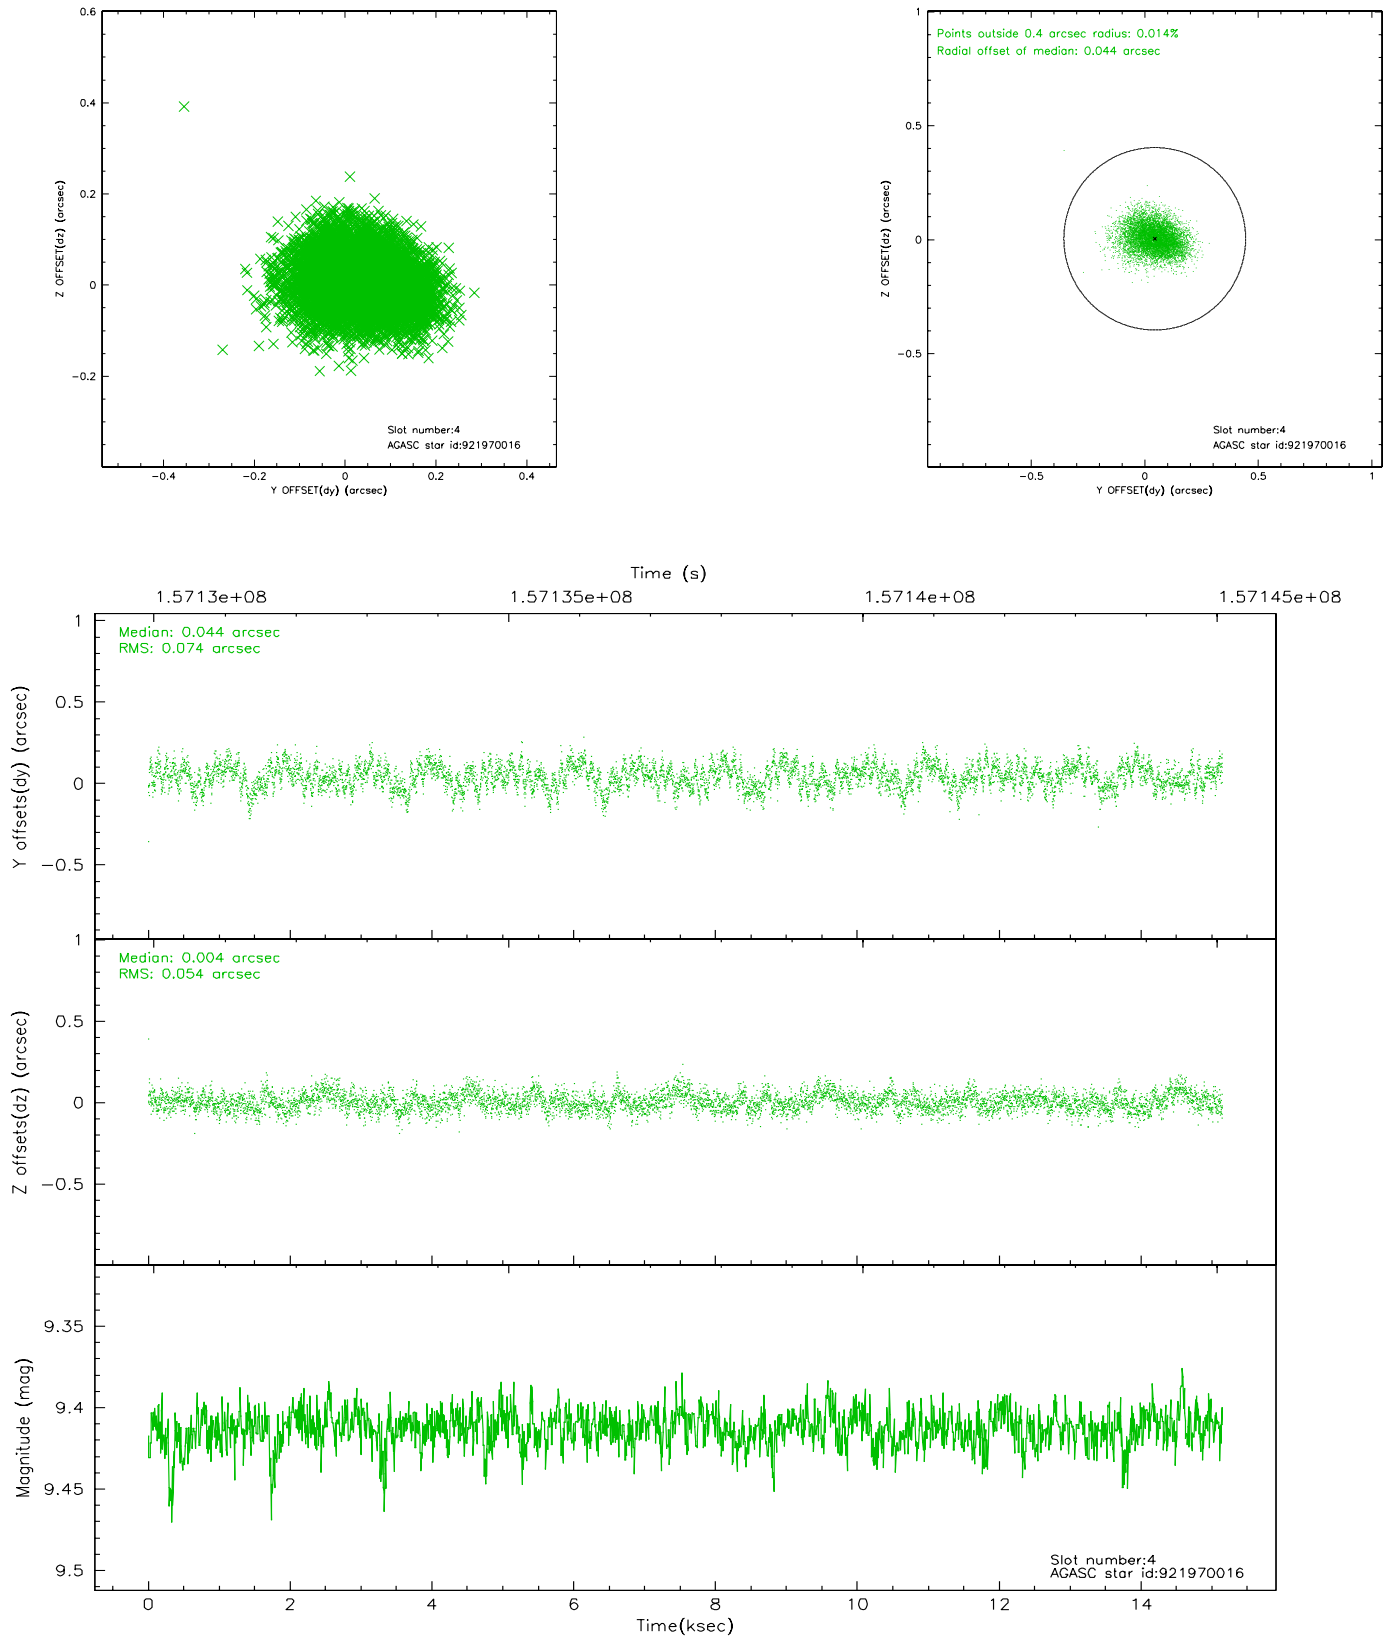 0.6
0.4
0.2
0
−0.2
Z OFFSET(dz) (arcsec)
−0.4
−0.2
0
0.2
0.4
Y OFFSET(dy) (arcsec)
Slot number:4
AGASC star id:921970016
1
0.5
0
−0.5
Z OFFSET(dz) (arcsec)
Points outside 0.4 arcsec radius: 0.014%
Radial offset of median: 0.044 arcsec
Slot number:4
AGASC star id:921970016
−0.5
0
0.5
1
Y OFFSET(dy) (arcsec)
Time (s)
1.5713e+08
1.57135e+08
1.5714e+08
1.57145e+08
1
0.5
0
−0.5
Y offsets(dy) (arcsec)
Median: 0.044 arcsec
RMS: 0.074 arcsec
1
0.5
0
−0.5
Z offsets(dz) (arcsec)
Median: 0.004 arcsec
RMS: 0.054 arcsec
9.35
9.4
9.45
9.5
Magnitude (mag)
Slot number:4
AGASC star id:921970016
0
2
4
6
8
10
12
14
Time(ksec)